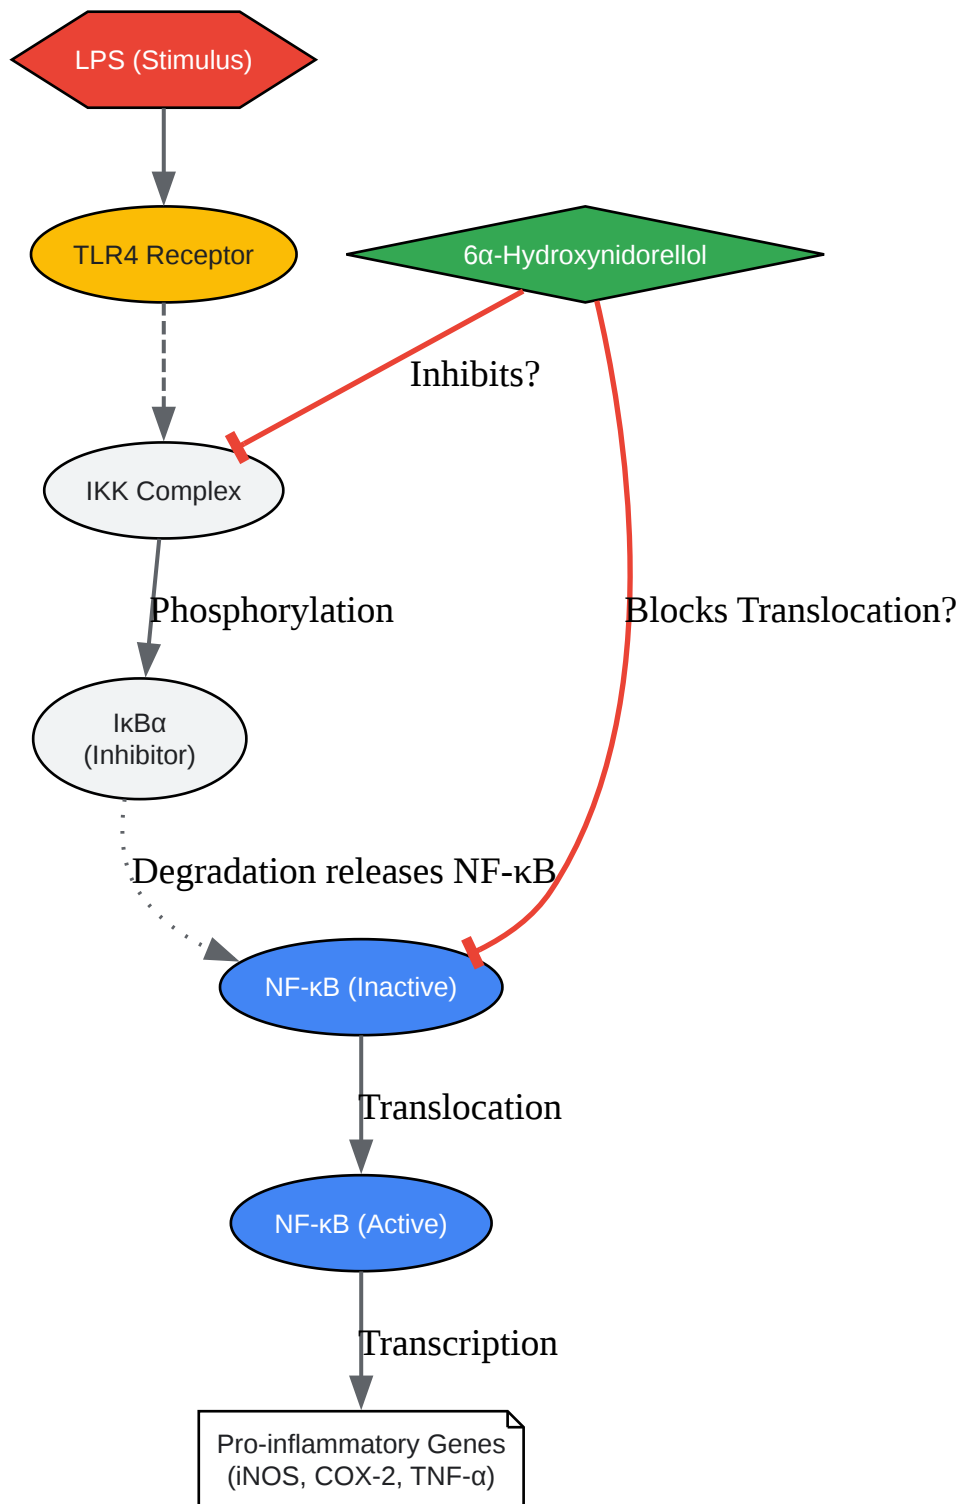 LPS (Stimulus)
TLR4 Receptor
6α-Hydroxynidorellol
Inhibits?
IKK Complex
Phosphorylation
Blocks Translocation?
IκBα
(Inhibitor)
Degradation releases NF-κB
NF-κB (Inactive)
Translocation
NF-κB (Active)
Transcription
Pro-inflammatory Genes
(iNOS, COX-2, TNF-α)